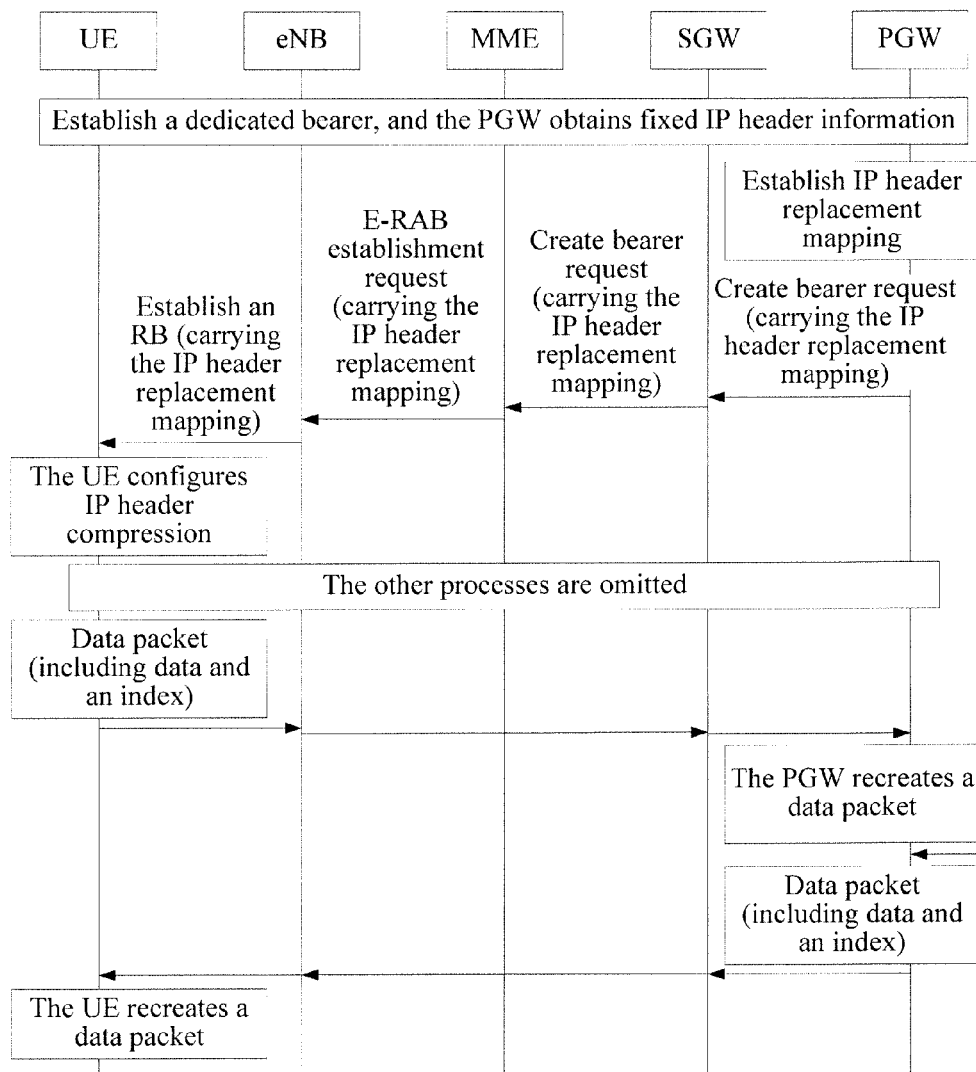 UE
eNB
MME
SGW
PGW
Establish a dedicated bearer, and the PGW obtains fixed IP header information
Establish IP header
replacement
mapping
Create bearer request
(carrying the IP
header replacement
mapping)
Create bearer
request
(carrying the
IP header
replacement
mapping)
E-RAB
establishment
request
(carrying the
IP header
replacement
mapping)
Establish an
RB (carrying
the IP header
replacement
mapping)
The UE configures
IP header
compression
The other processes are omitted
Data packet
(including data and
an index)
The PGW recreates a
data packet
Data packet
(including data and
an index)
The UE recreates a
data packet